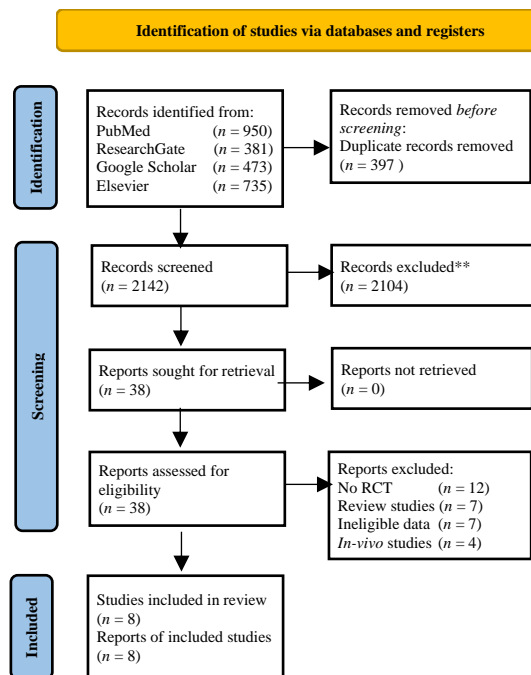 Identification of studies via databases and registers
Identification
Records identified from:
PubMed (n = 950)
ResearchGate (n = 381)
Google Scholar (n = 473)
Elsevier (n = 735)
Records removed before
screening:
Duplicate records removed
(n = 397 )
Screening
Records screened
(n = 2142)
Records excluded**
(n = 2104)
Reports sought for retrieval
(n = 38)
Reports not retrieved
(n = 0)
Reports assessed for
eligibility
(n = 38)
Reports excluded:
No RCT (n = 12)
Review studies (n = 7)
Ineligible data (n = 7)
In-vivo studies (n = 4)
Included
Studies included in review
(n = 8)
Reports of included studies
(n = 8)